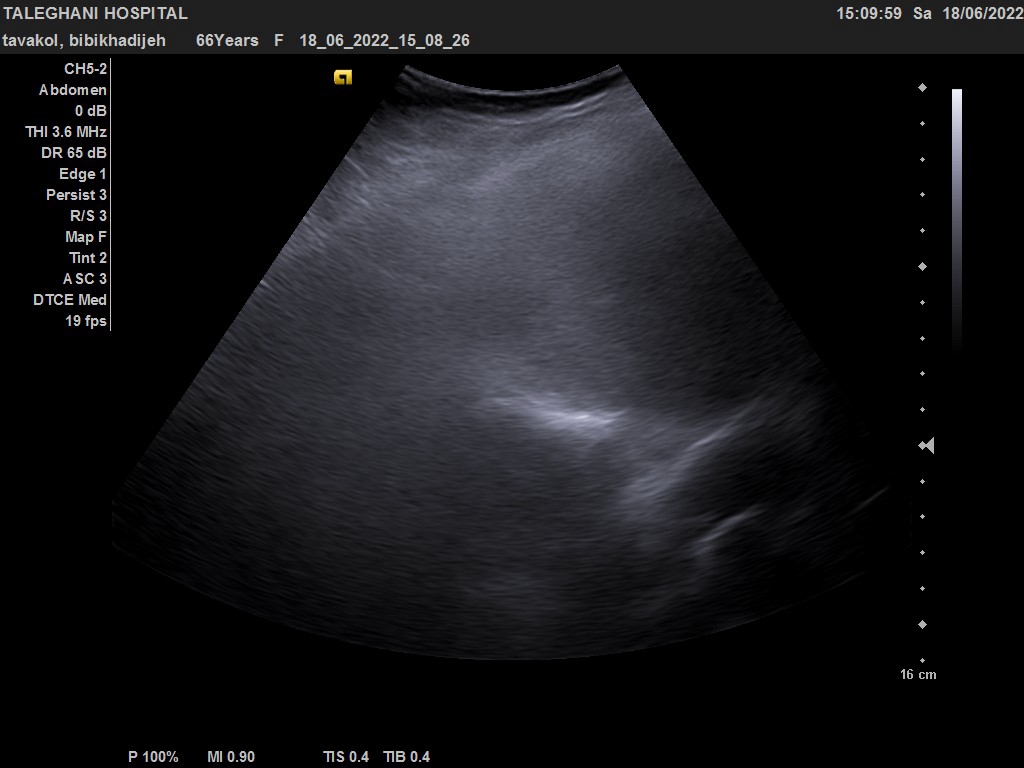 TALEGHANI HOSPITAL
15:09:59 Sa 18/06/2022
tavakol, bibikhadijeh 66Years F 18_06_2022_15_08_26
CH5-2
Abdomen
0 dB
THI 3.6 MHz
DR 65 dB
Edge 1
Persist 3
R/S 3
Map F
Tint 2
ASC 3
DTCE Med
19 fps
16 cm
P 100% MI 0.90 TIS 0.4 TIB 0.4